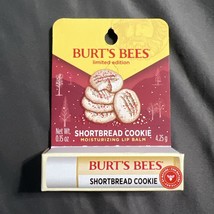 BURT'S BEES
limited edition
SHORTBREAD COOKIE
MOISTURIZING LIP BALM
Net Wt.
0.15 oz
4.25 g
BURT'S BEES
SHORTBREAD COOKIE